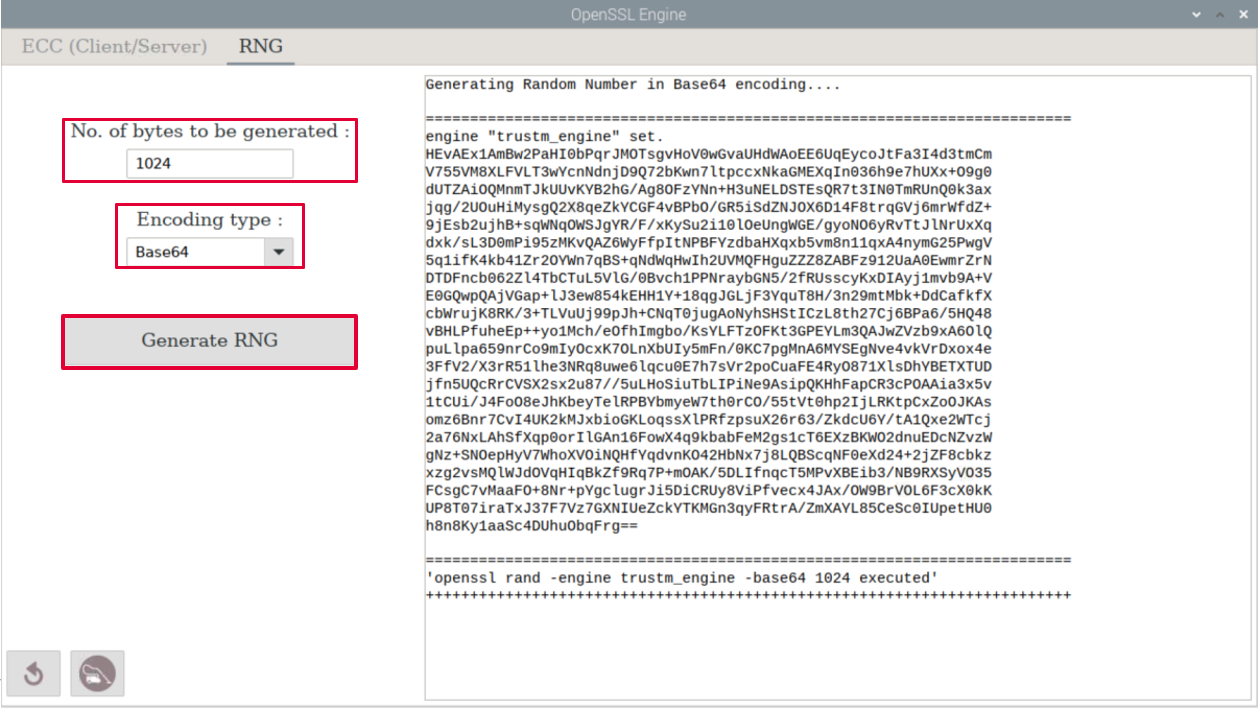 OpenSSL Engine
ECC (Client/Server)
RNG
No. of bytes to be generated :
1024
Encoding type :
Base64
Generate RNG
Generating Random Number in Base64 encoding....
=========================================================================
engine "trustm_engine" set.
HEvAEx1AmBw2PaHI0bPqrJMOTsgvHoV0wGvaUHdWAoEE6UqEycoJtFa3I4d3tmCm
V755VM8XLFVLT3wYcnNdnjD9Q72bKwn7ltpccxNkaGMEXqIn036h9e7hUXx+O9g0
dUTZAiOQMnmTJkUUvKYB2hG/Ag8OFzYNn+H3uNELDSTEsQR7t3IN0TmRUnQ0k3ax
jqg/2UOuHiMysgQ2X8qeZkYCGF4vBPbO/GR5iSdZNJOX6D14F8trqGVj6mrWfdZ+
9jEsb2ujhB+sqWNqOWSJgYR/F/xKySu2i10lOeUngWGE/gyoNO6yRvTtJlNrUxXq
dxk/sL3D0mPi95zMKvQAZ6WyFfpItNPBFYzdbaHXqxb5vm8n11qxA4nymG25PwgV
5q1ifK4kb41Zr2OYWn7qBS+qNdWqHwIh2UVMQFHguZZZ8ZABFz912UaA0EwmrZrN
DTDFncb062Zl4TbCTuL5VlG/0Bvch1PPNraybGN5/2fRUsscyKxDIAyj1mvb9A+V
E0GQwpQAjVGap+lJ3ew854kEHH1Y+18qgJGLjF3YquT8H/3n29mtMbk+DdCafkfX
cbWrujK8RK/3+TLVuUj99pJh+CNqT0jugAoNyhSHStICzL8th27Cj6BPa6/5HQ48
vBHLPfuheEp++yo1Mch/eOfhImgbo/KsYLFTzOFKt3GPEYLm3QAJwZVzb9xA6OlQ
puLlpa659nrCo9mIyOcxK7OLnXbUIy5mFn/0KC7pgMnA6MYSEgNve4vkVrDxox4e
3FfV2/X3rR51lhe3NRq8uwe6lqcu0E7h7sVr2poCuaFE4RyO871XlsDhYBETXTUD
jfn5UQcRrCVSX2sx2u87//5uLHoSiuTbLIPiNe9AsipQKHhFapCR3cPOAAia3x5v
1tCUi/J4FoO8eJhKbeyTelRPBYbmyeW7th0rCO/55tVt0hp2IjLRKtpCxZoOJKAs
omz6Bnr7CvI4UK2kMJxbioGKLoqssXlPRfzpsuX26r63/ZkdcU6Y/tA1Qxe2WTcj
2a76NxLAhSfXqp0orIlGAn16FowX4q9kbabFeM2gs1cT6EXzBKWO2dnuEDcNZvzW
gNz+SNOepHyV7WhoXVOiNQHfYqdvnKO42HbNx7j8LQBScqNF0eXd24+2jZF8cbkz
xzg2vsMQlWJdOVqHIqBkZf9Rq7P+mOAK/5DLIfnqcT5MPvXBEib3/NB9RXSyVO35
FCsgC7vMaaFO+8Nr+pYgclugrJi5DiCRUy8ViPfvecx4JAx/OW9BrVOL6F3cX0kK
UP8T07iraTxJ37F7Vz7GXNIUeZckYTKMGn3qyFRtrA/ZmXAYL85CeSc0IUpetHU0
h8n8Ky1aaSc4DUhuObqFrg==
=========================================================================
'openssl rand -engine trustm_engine -base64 1024 executed'
+++++++++++++++++++++++++++++++++++++++++++++++++++++++++++++++++++++++++